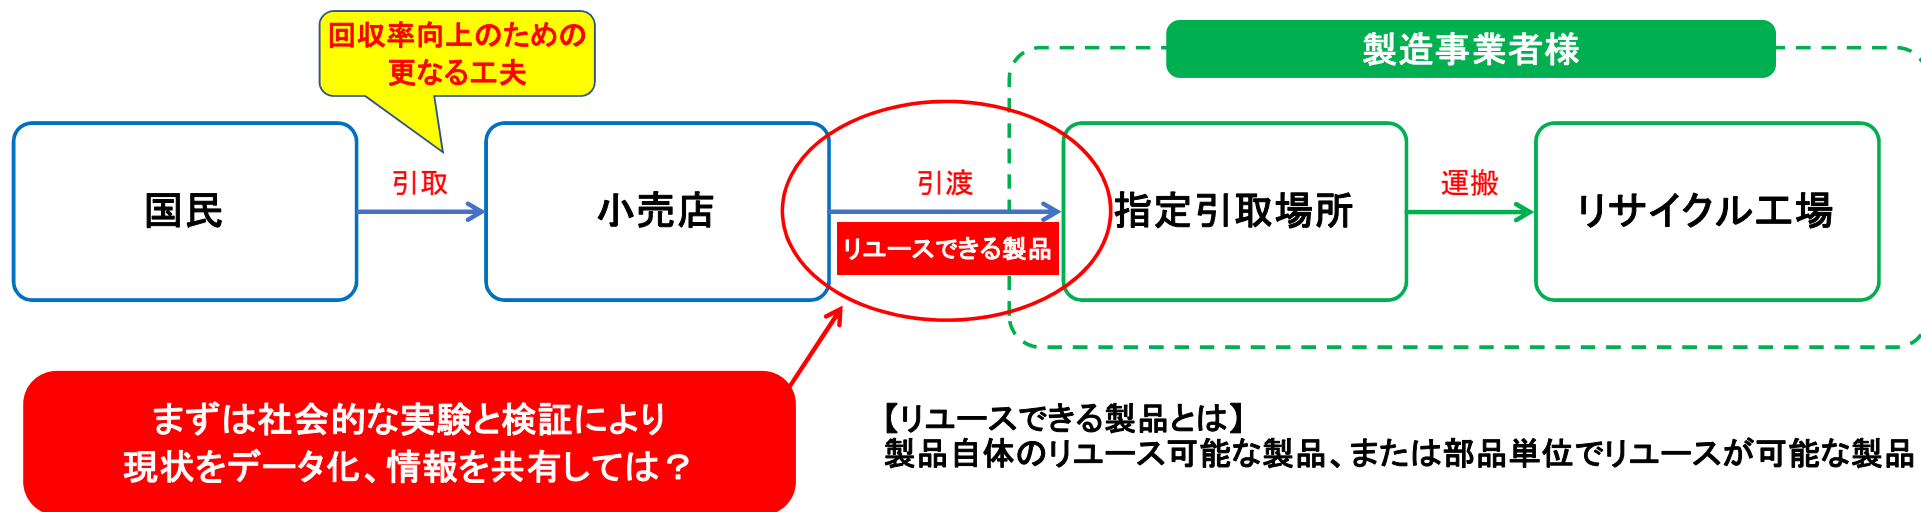 回収率向上のための
更なる工夫
製造事業者様
国民
引取
小売店
引渡
リユースできる製品
指定引取場所
運搬
リサイクル工場
まずは社会的な実験と検証により
現状をデータ化、情報を共有しては？
【リユースできる製品とは】
製品自体のリユース可能な製品、または部品単位でリユースが可能な製品